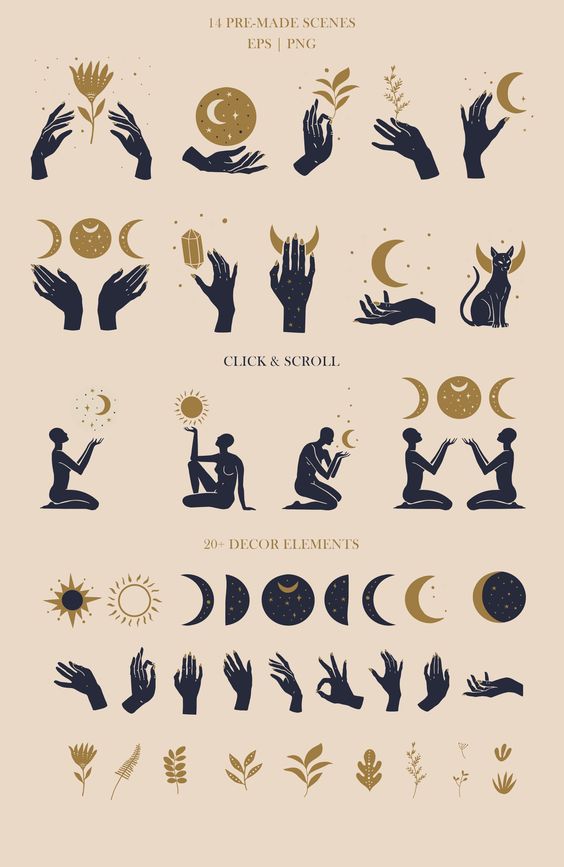 14 PRE-MADE SCENES
EPS | PNG
CLICK & SCROLL
20+ DECOR ELEMENTS